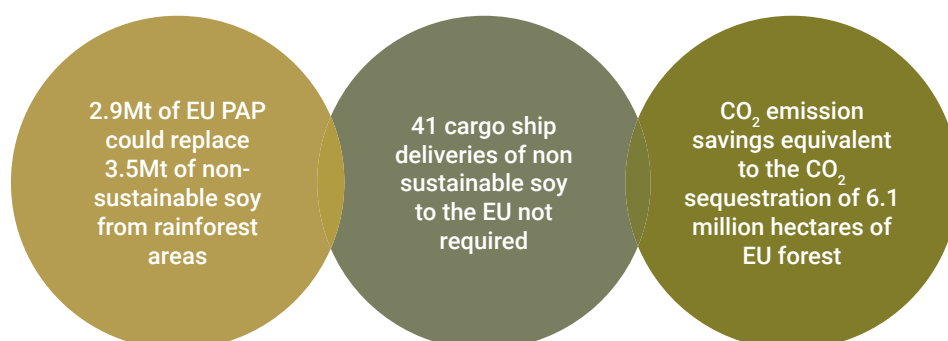 2.9Mt of EU PAP
could replace
3.5Mt of non-
sustainable soy
from rainforest
areas
41 cargo ship
deliveries of non
sustainable soy
to the EU not
required
CO₂ emission
savings equivalent
to the CO₂
sequestration of 6.1
million hectares of
EU forest